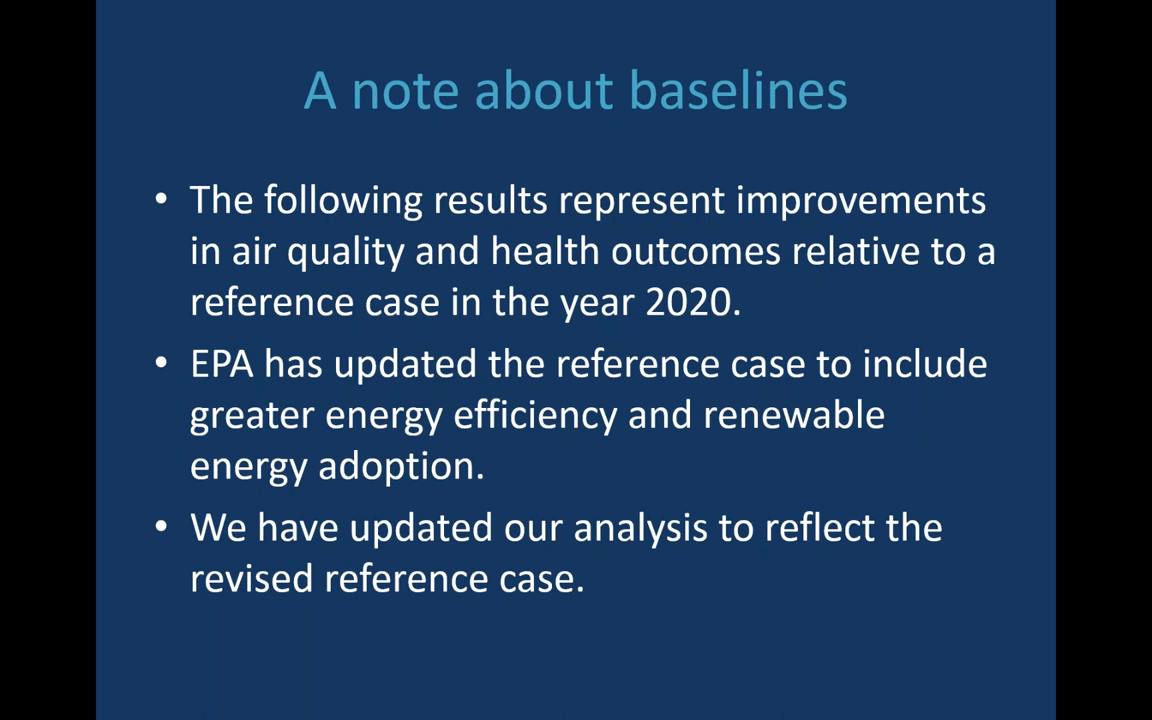 A note about baselines
• The following results represent improvements
in air quality and health outcomes relative to a
reference case in the year 2020.
• EPA has updated the reference case to include
greater energy efficiency and renewable
energy adoption.
• We have updated our analysis to reflect the
revised reference case.